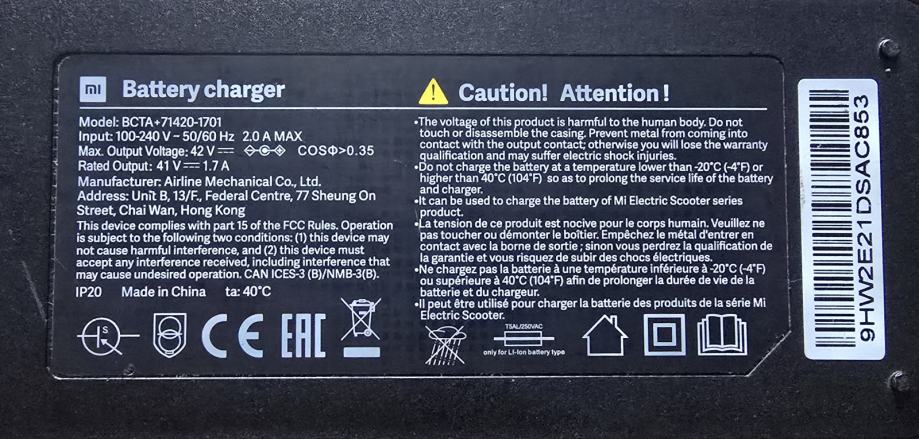 mi Battery charger
Model: BCTA+71420-1701
Input: 100-240 V ~ 50/60 Hz 2.0 A MAX
Max. Output Voltage: 42 V⎓ COSΦ>0.35
Rated Output: 41 V⎓ 1.7 A
Manufacturer: Airline Mechanical Co., Ltd.
Address: Unit B, 13/F., Federal Centre, 77 Sheung On
Street, Chai Wan, Hong Kong
This device complies with part 15 of the FCC Rules. Operation
is subject to the following two conditions: (1) this device may
not cause harmful interference, and (2) this device must
accept any interference received, including interference that
may cause undesired operation. CAN ICES-3 (B)/NMB-3(B).
IP20 Made in China ta: 40°C
S
CE EAC
Caution! Attention !
•The voltage of this product is harmful to the human body. Do not
touch or disassemble the casing. Prevent metal from coming into
contact with the output contact; otherwise you will lose the warranty
qualification and may suffer electric shock injuries.
•Do not charge the battery at a temperature lower than -20°C (-4°F) or
higher than 40°C (104°F) so as to prolong the service life of the battery
and charger.
•It can be used to charge the battery of Mi Electric Scooter series
product.
•La tension de ce produit est nocive pour le corps humain. Veuillez ne
pas toucher ou démonter le boîtier. Empêchez le métal d'entrer en
contact avec la borne de sortie ; sinon vous perdrez la qualification de
la garantie et vous risquez de subir des chocs électriques.
•Ne chargez pas la batterie à une température inférieure à -20°C (-4°F)
ou supérieure à 40°C (104°F) afin de prolonger la durée de vie de la
batterie et du chargeur.
•Il peut être utilisé pour charger la batterie des produits de la série Mi
Electric Scooter.
T5AL/250VAC
only for Li-Ion battery type
9HW2E21DSAC853